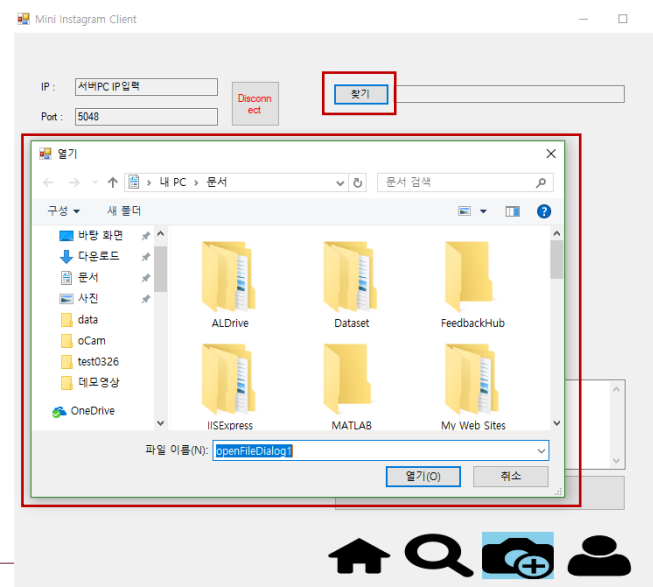 Mini Instagram Client
IP :
서버PC IP입력
Port :
5048
Disconn
ect
찾기
열기
내 PC > 문서
문서 검색
구성
새 폴더
바탕 화면
다운로드
문서
사진
data
oCam
test0326
데모영상
OneDrive
ALDrive
Dataset
FeedbackHub
IISExpress
MATLAB
My Web Sites
파일 이름(N):
openFileDialog1
열기(O)
취소